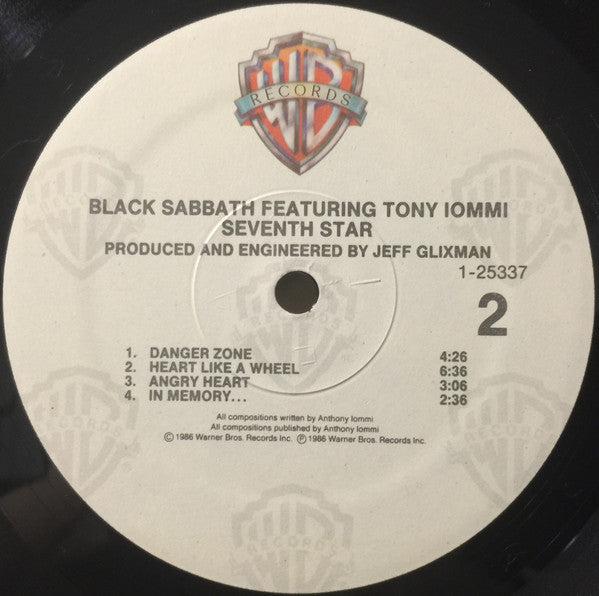 WB
RECORDS
BLACK SABBATH FEATURING TONY IOMMI
SEVENTH STAR
PRODUCED AND ENGINEERED BY JEFF GLIXMAN
1-25337
2
1. DANGER ZONE 4:26
2. HEART LIKE A WHEEL 6:36
3. ANGRY HEART 3:06
4. IN MEMORY... 2:36
All compositions written by Anthony Iommi
All compositions published by Anthony Iommi
©1986 Warner Bros. Records Inc. ℗1986 Warner Bros. Records Inc.